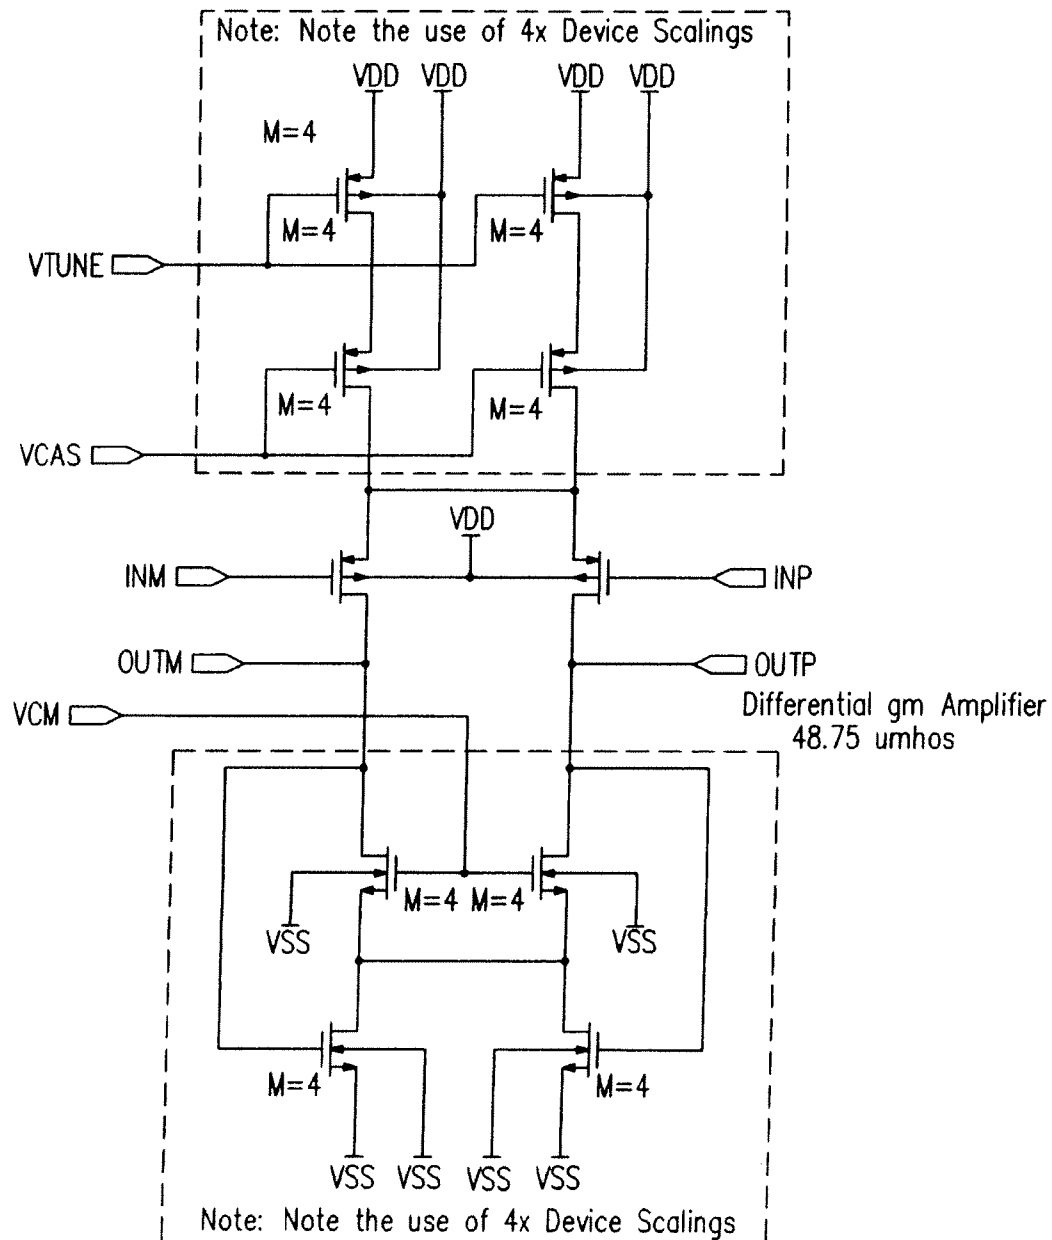 Note: Note the use of 4x Device Scalings
VDD VDD VDD VDD
M=4
M=4 M=4
VTUNE
M=4 M=4
VCAS
VDD
INM INP
OUTM OUTP
VCM
Differential gm Amplifier
48.75 umhos
M=4 M=4
VSS VSS
M=4 M=4
VSS VSS VSS VSS
Note: Note the use of 4x Device Scalings